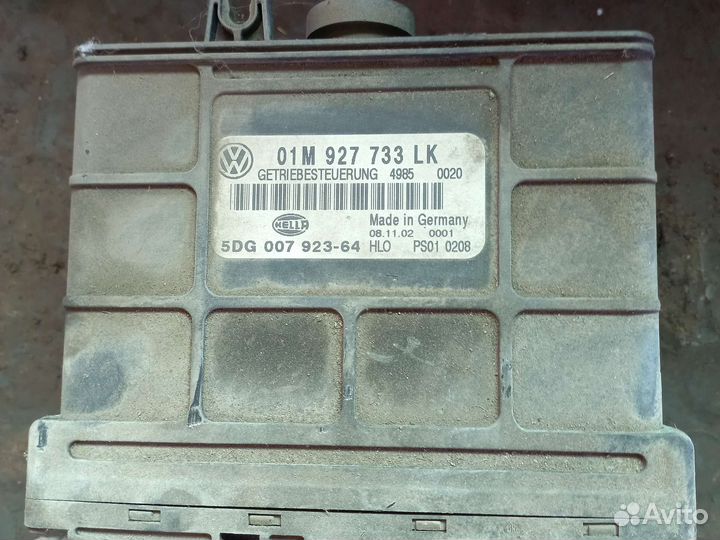 01M 927 733 LK
GETRIEBESTEUERUNG 4985 0020
HELLA
Made in Germany
08.11.02 0001
5DG 007 923-64 HLO PS01 0208
Avito